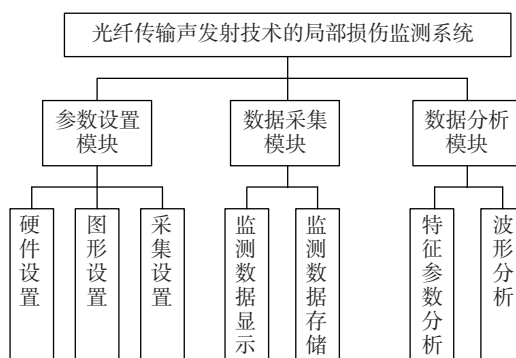 光纤传输声发射技术的局部损伤监测系统
参数设置
模块
数据采集
模块
数据分析
模块
硬件设置
图形设置
采集设置
监测数据显示
监测数据存储
特征参数分析
波形分析